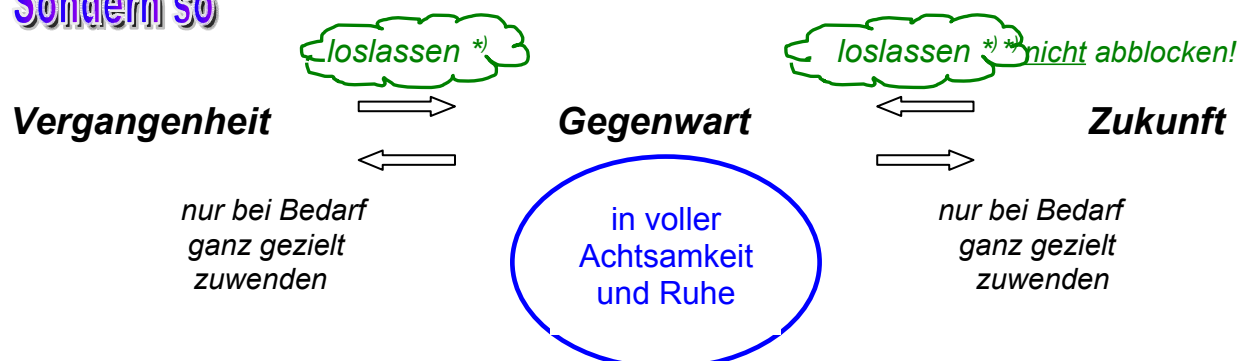 Sondern so
loslassen *) loslassen *) *) nicht abblocken!
Vergangenheit Gegenwart Zukunft
nur bei Bedarf
ganz gezielt
zuwenden
in voller
Achtsamkeit
und Ruhe
nur bei Bedarf
ganz gezielt
zuwenden